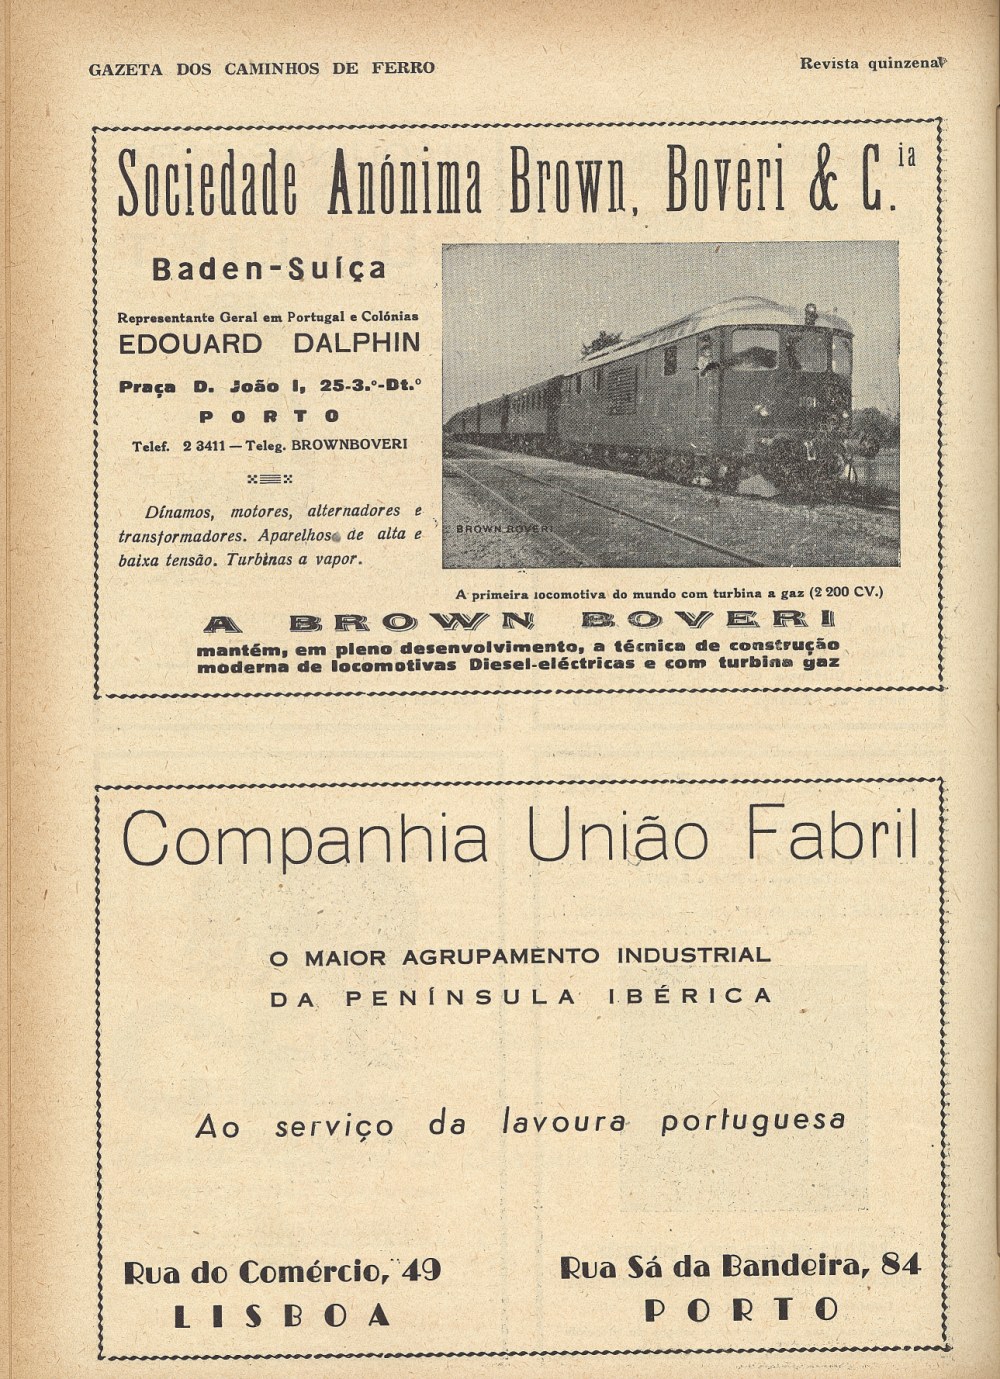 GAZETA DOS CAMINHOS DE FERRO
Revista quinzenal
Sociedade Anónima Brown, Boveri & C.ia
Baden-Suíça
Representante Geral em Portugal e Colónias
EDOUARD DALPHIN
Praça D. João I, 25-3.º-Dt.º
PORTO
Telef. 2 3411 — Teleg. BROWNBOVERI
Dínamos, motores, alternadores e
transformadores. Aparelhos de alta e
baixa tensão. Turbinas a vapor.
BROWN BOVERI
A primeira locomotiva do mundo com turbina a gaz (2 200 CV.)
A BROWN BOVERI
mantém, em pleno desenvolvimento, a técnica de construção
moderna de locomotivas Diesel-eléctricas e com turbina gaz
Companhia União Fabril
O MAIOR AGRUPAMENTO INDUSTRIAL
DA PENÍNSULA IBÉRICA
Ao serviço da lavoura portuguesa
Rua do Comércio, 49
LISBOA
Rua Sá da Bandeira, 84
PORTO